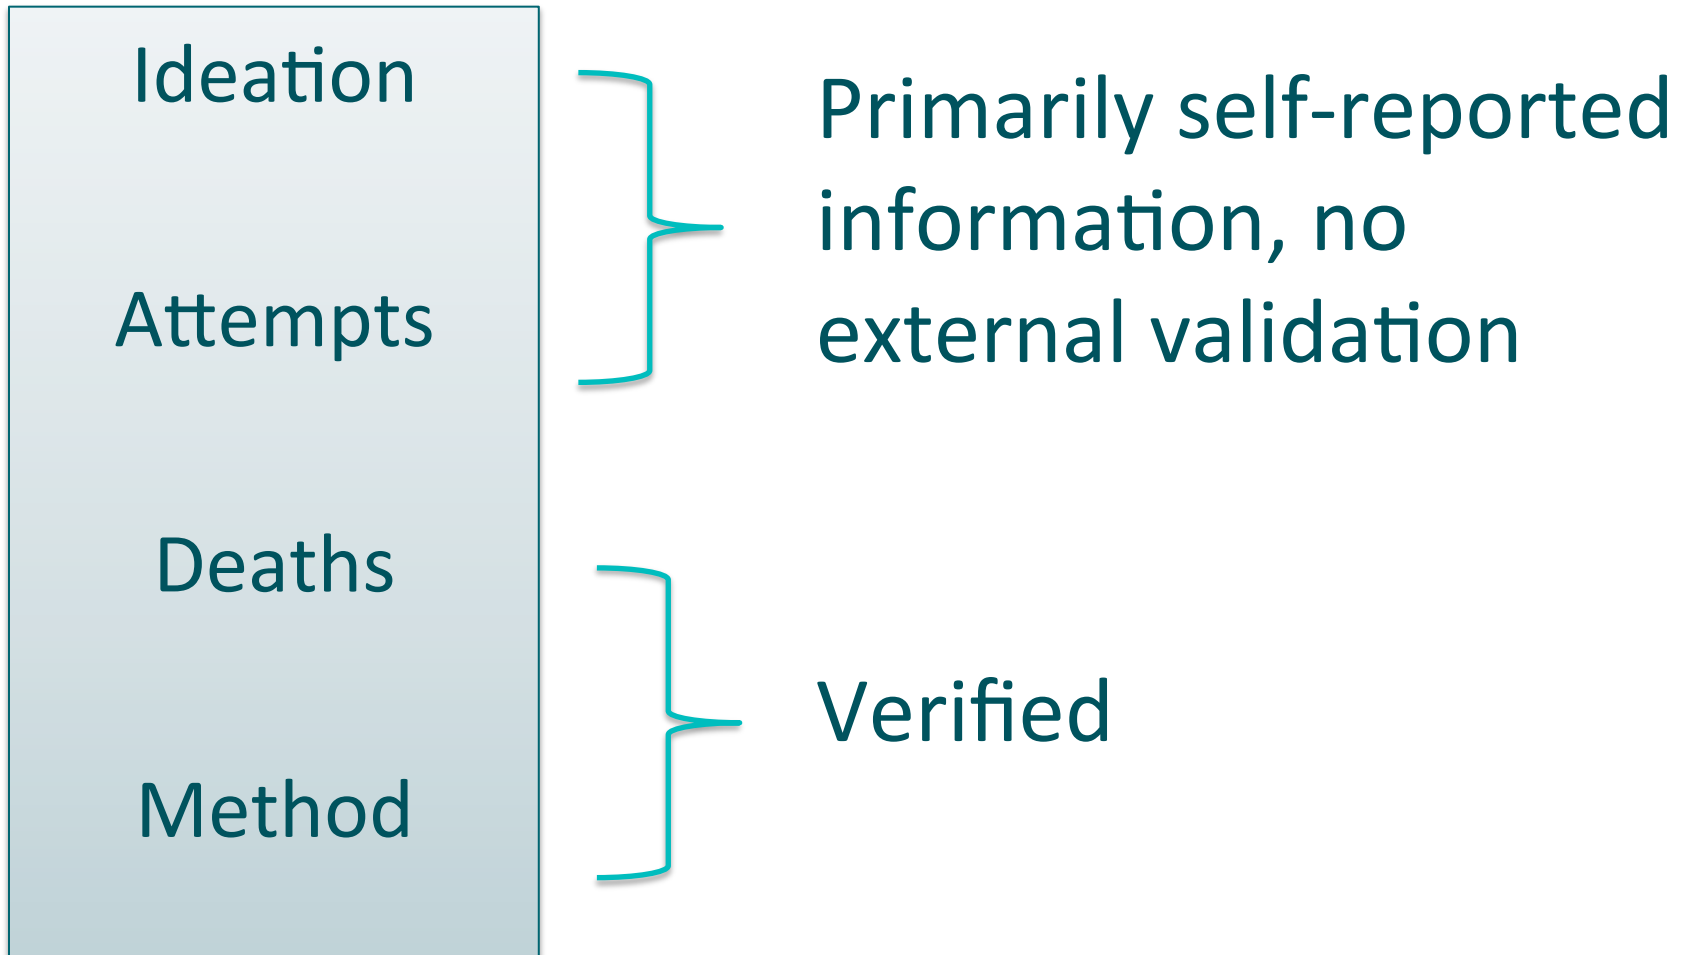 Ideation
Attempts
Deaths
Method
Primarily self-reported
information, no
external validation
Verified